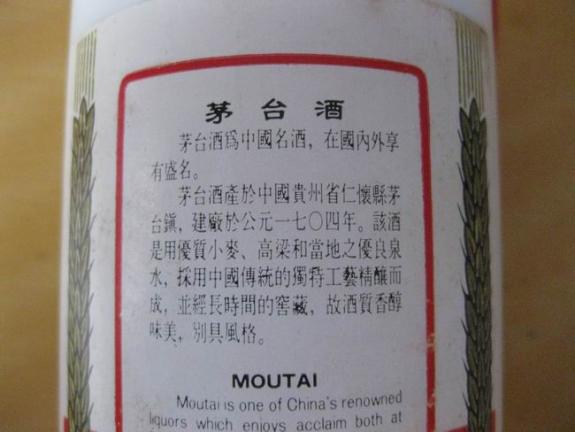 茅台酒
茅台酒爲中國名酒，在國內外享
有盛名。
茅台酒產於中國貴州省仁懷縣茅
台鎭，建廠於公元一七〇四年。該酒
是用優質小麥、高梁和當地之優良泉
水，採用中國傳統的獨特工藝精釀而
成，並經長時間的窖藏，故酒質香醇
味美，別具風格。
MOUTAI
Moutai is one of China's renowned
liquors which enjoys acclaim both at